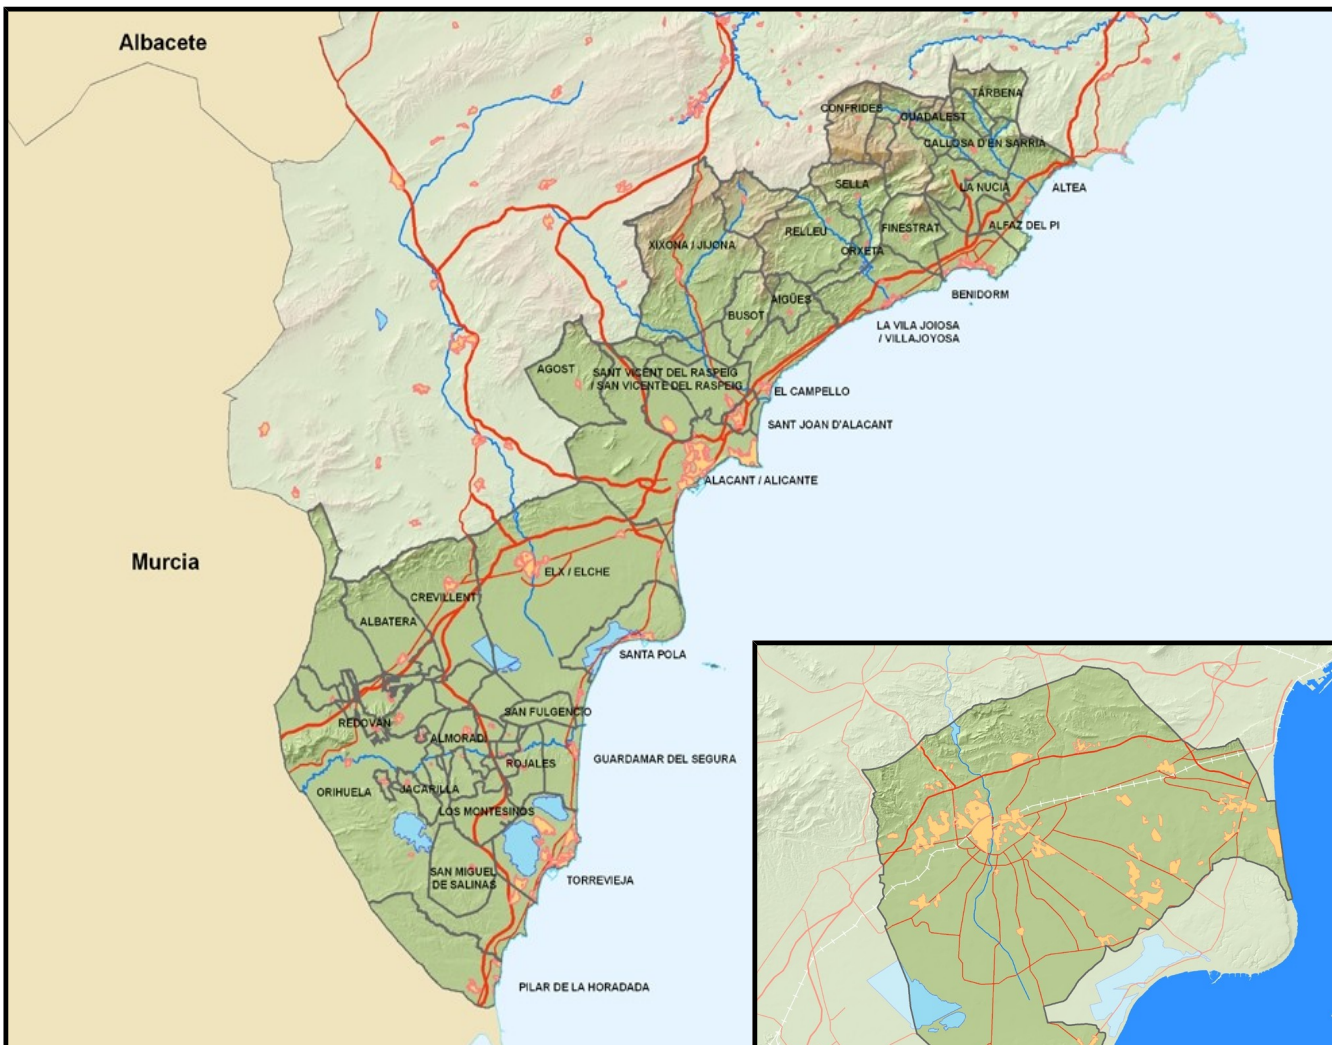 Albacete
TÀRBENA
CONFRIDES
GUADALEST
CALLOSA D'EN SARRIÀ
SELLA
LA NUCIA
ALTEA
RELLEU
FINESTRAT
ALFAZ DEL PI
XIXONA / JIJONA
ORXETA
BENIDORM
AIGÜES
BUSOT
LA VILA JOIOSA
/ VILLAJOYOSA
AGOST
SANT VICENT DEL RASPEIG
/ SAN VICENTE DEL RASPEIG
EL CAMPELLO
SANT JOAN D'ALACANT
ALACANT / ALICANTE
Murcia
ELX / ELCHE
CREVILLENT
ALBATERA
SANTA POLA
SAN FULGENCIO
REDOVÁN
ALMORADÍ
GUARDAMAR DEL SEGURA
ROJALES
ORIHUELA
JACARILLA
LOS MONTESINOS
SAN MIGUEL
DE SALINAS
TORREVIEJA
PILAR DE LA HORADADA